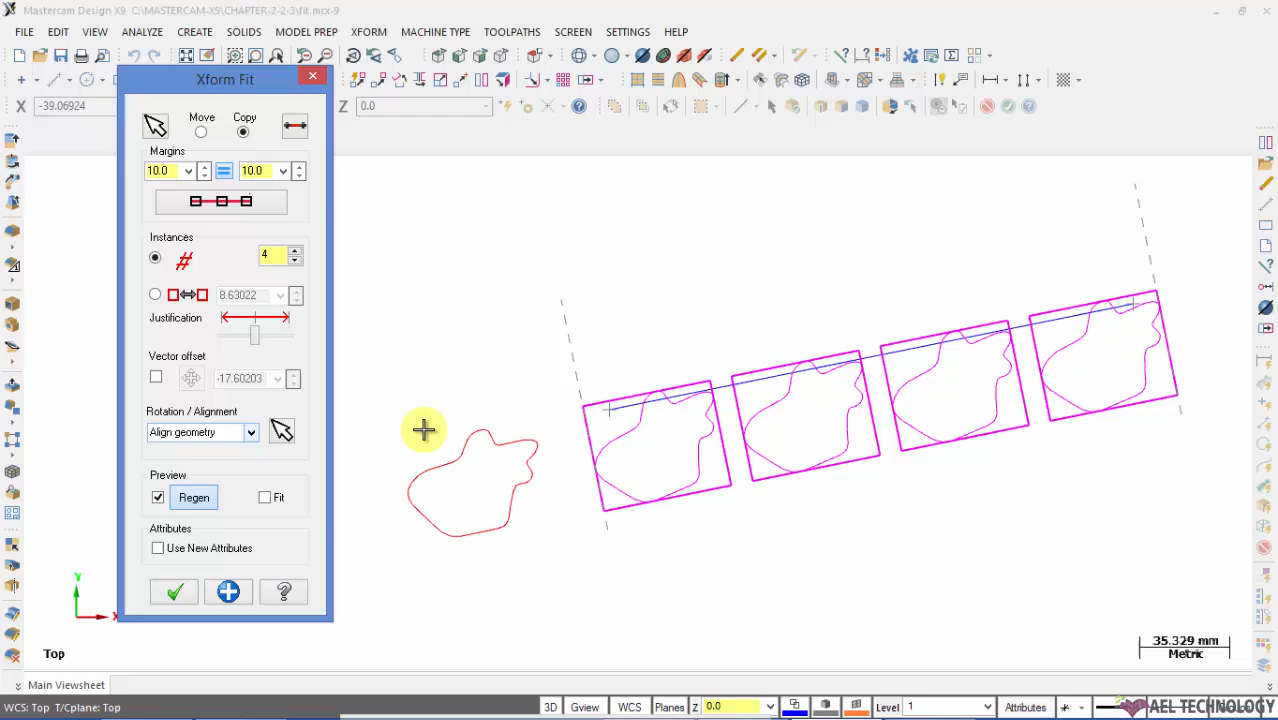 Mastercam Design X9 C:\MASTERCAM-X9\CHAPTER-2-2-3\fit.mcx-9
FILE EDIT VIEW ANALYZE CREATE SOLIDS MODEL PREP XFORM MACHINE TYPE TOOLPATHS SCREEN SETTINGS HELP
Xform Fit
X -39.06924
Z 0.0
Move Copy
Margins
10.0 10.0
Instances
4
8.63022
Justification
Vector offset
-17.60203
Rotation / Alignment
Align geometry
Preview
Regen Fit
Attributes
Use New Attributes
Y
X
Top
35.329 mm
Metric
Main Viewsheet
WCS: Top T/Cplane: Top
3D Gview WCS Planes Z 0.0 Level 1 Attributes
AEL TECHNOLOGY